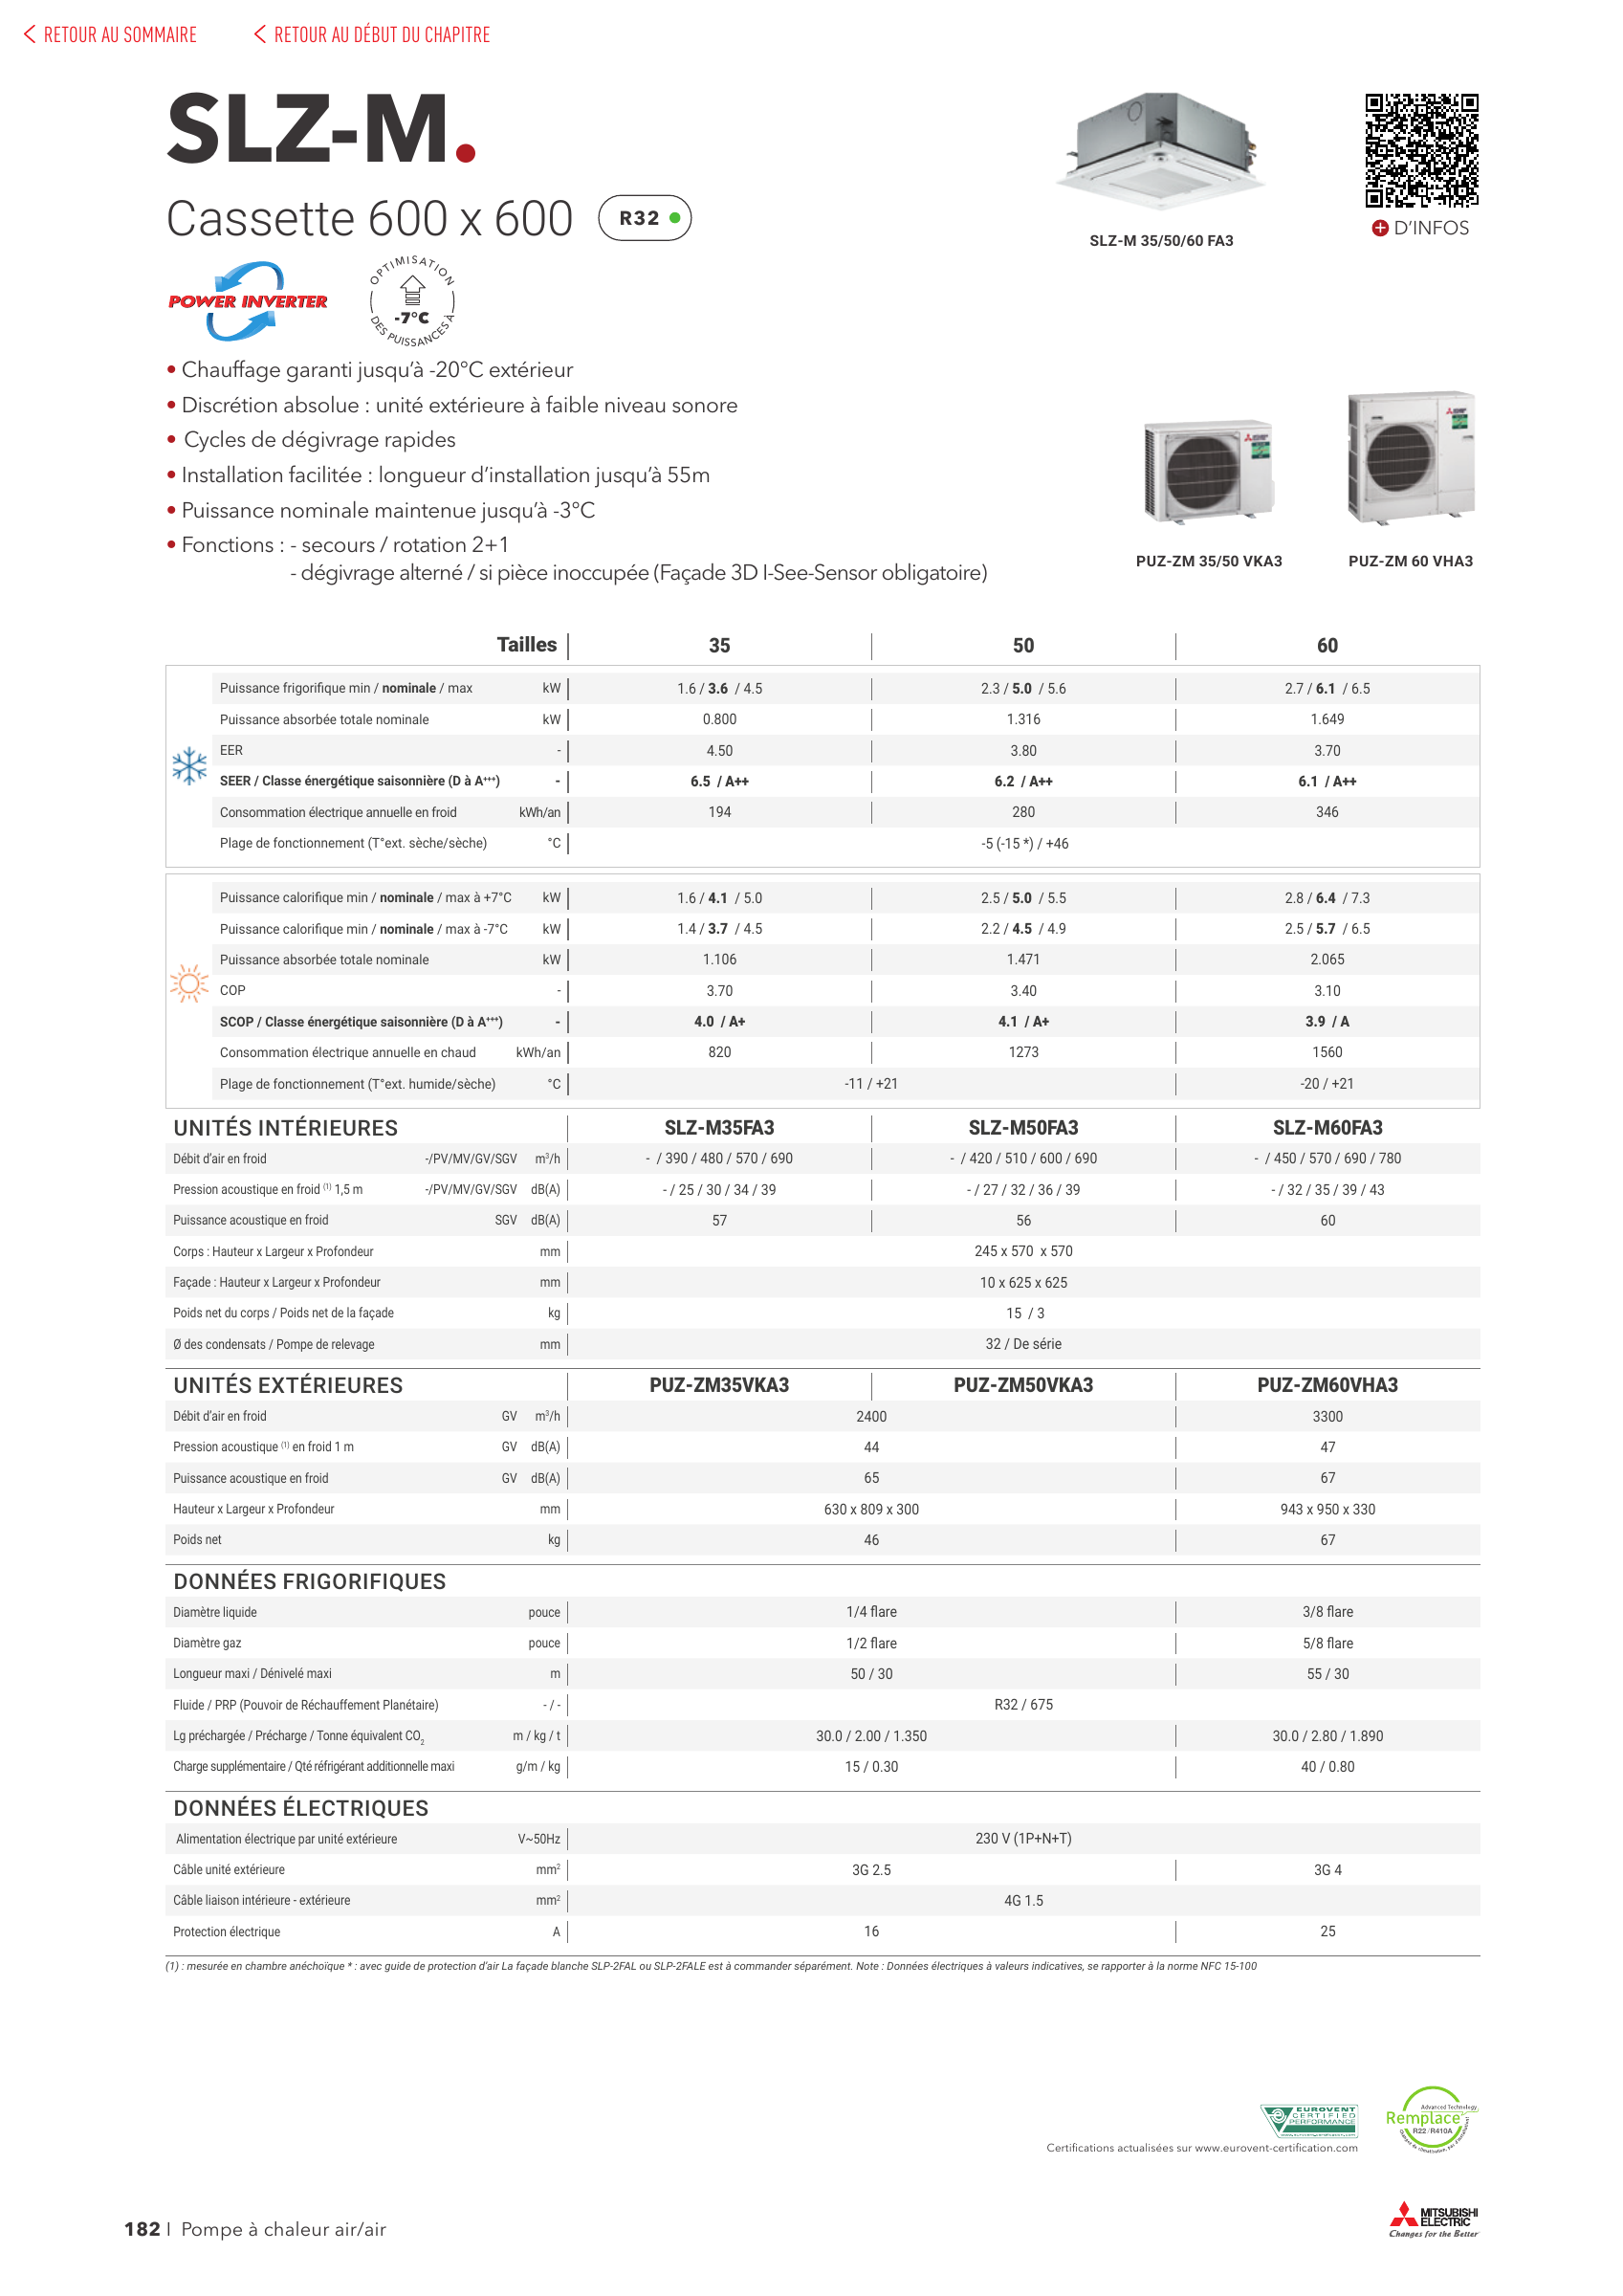 RETOUR AU SOMMAIRE
RETOUR AU DÉBUT DU CHAPITRE
SLZ-M.
Cassette 600 x 600
R32
SLZ-M 35/50/60 FA3
D'INFOS
POWER INVERTER
OPTIMISATION DES PUISSANCES À
-7°C
• Chauffage garanti jusqu'à -20°C extérieur
• Discrétion absolue : unité extérieure à faible niveau sonore
• Cycles de dégivrage rapides
• Installation facilitée : longueur d'installation jusqu'à 55m
• Puissance nominale maintenue jusqu'à -3°C
• Fonctions : - secours / rotation 2+1
- dégivrage alterné / si pièce inoccupée (Façade 3D I-See-Sensor obligatoire)
PUZ-ZM 35/50 VKA3
PUZ-ZM 60 VHA3
Tailles 35 50 60
Puissance frigorifique min / nominale / max kW 1.6 / 3.6 / 4.5 2.3 / 5.0 / 5.6 2.7 / 6.1 / 6.5
Puissance absorbée totale nominale kW 0.800 1.316 1.649
EER - 4.50 3.80 3.70
SEER / Classe énergétique saisonnière (D à A+++) - 6.5 / A++ 6.2 / A++ 6.1 / A++
Consommation électrique annuelle en froid kWh/an 194 280 346
Plage de fonctionnement (T°ext. sèche/sèche) °C -5 (-15 *) / +46
Puissance calorifique min / nominale / max à +7°C kW 1.6 / 4.1 / 5.0 2.5 / 5.0 / 5.5 2.8 / 6.4 / 7.3
Puissance calorifique min / nominale / max à -7°C kW 1.4 / 3.7 / 4.5 2.2 / 4.5 / 4.9 2.5 / 5.7 / 6.5
Puissance absorbée totale nominale kW 1.106 1.471 2.065
COP - 3.70 3.40 3.10
SCOP / Classe énergétique saisonnière (D à A+++) - 4.0 / A+ 4.1 / A+ 3.9 / A
Consommation électrique annuelle en chaud kWh/an 820 1273 1560
Plage de fonctionnement (T°ext. humide/sèche) °C -11 / +21 -20 / +21
UNITÉS INTÉRIEURES SLZ-M35FA3 SLZ-M50FA3 SLZ-M60FA3
Débit d'air en froid -/PV/MV/GV/SGV m³/h - / 390 / 480 / 570 / 690 - / 420 / 510 / 600 / 690 - / 450 / 570 / 690 / 780
Pression acoustique en froid (1) 1,5 m -/PV/MV/GV/SGV dB(A) - / 25 / 30 / 34 / 39 - / 27 / 32 / 36 / 39 - / 32 / 35 / 39 / 43
Puissance acoustique en froid SGV dB(A) 57 56 60
Corps : Hauteur x Largeur x Profondeur mm 245 x 570 x 570
Façade : Hauteur x Largeur x Profondeur mm 10 x 625 x 625
Poids net du corps / Poids net de la façade kg 15 / 3
Ø des condensats / Pompe de relevage mm 32 / De série
UNITÉS EXTÉRIEURES PUZ-ZM35VKA3 PUZ-ZM50VKA3 PUZ-ZM60VHA3
Débit d'air en froid GV m³/h 2400 3300
Pression acoustique (1) en froid 1 m GV dB(A) 44 47
Puissance acoustique en froid GV dB(A) 65 67
Hauteur x Largeur x Profondeur mm 630 x 809 x 300 943 x 950 x 330
Poids net kg 46 67
DONNÉES FRIGORIFIQUES
Diamètre liquide pouce 1/4 flare 3/8 flare
Diamètre gaz pouce 1/2 flare 5/8 flare
Longueur maxi / Dénivelé maxi m 50 / 30 55 / 30
Fluide / PRP (Pouvoir de Réchauffement Planétaire) - / - R32 / 675
Lg préchargée / Précharge / Tonne équivalent CO2 m / kg / t 30.0 / 2.00 / 1.350 30.0 / 2.80 / 1.890
Charge supplémentaire / Qté réfrigérant additionnelle maxi g/m / kg 15 / 0.30 40 / 0.80
DONNÉES ÉLECTRIQUES
Alimentation électrique par unité extérieure V~50Hz 230 V (1P+N+T)
Câble unité extérieure mm² 3G 2.5 3G 4
Câble liaison intérieure - extérieure mm² 4G 1.5
Protection électrique A 16 25
(1) : mesurée en chambre anéchoïque * : avec guide de protection d'air La façade blanche SLP-2FAL ou SLP-2FALE est à commander séparément. Note : Données électriques à valeurs indicatives, se rapporter à la norme NFC 15-100
EUROVENT
CERTIFIED
PERFORMANCE
Certifications actualisées sur www.eurovent-certification.com
Advanced Technology
Remplace
R22 / R410A
182 | Pompe à chaleur air/air
MITSUBISHI
ELECTRIC
Changes for the Better